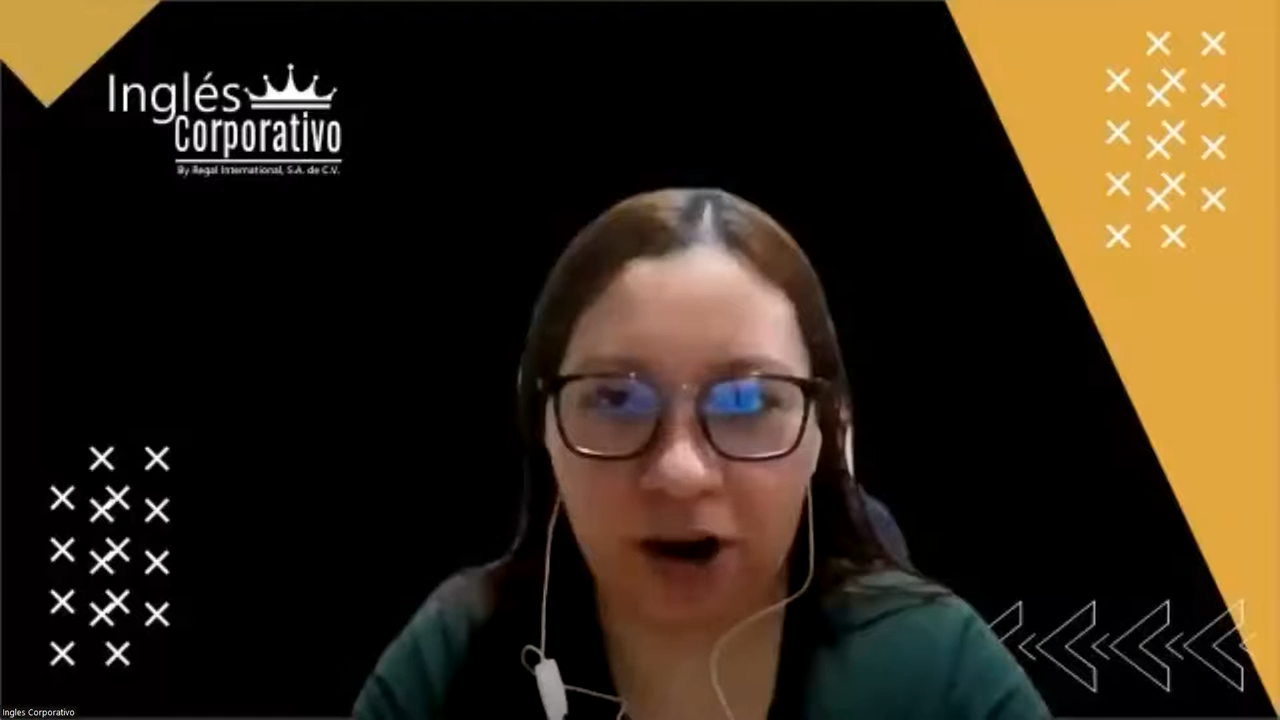 Inglés
Corporativo
By Regal International, S.A. de C.V.
Ingles Corporativo